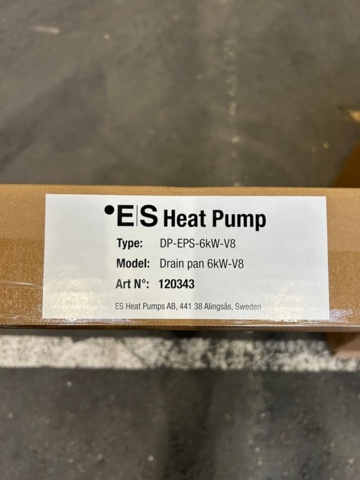 E|S Heat Pump
Type: DP-EPS-6kW-V8
Model: Drain pan 6kW-V8
Art N°: 120343
ES Heat Pumps AB, 441 38 Alingsås, Sweden